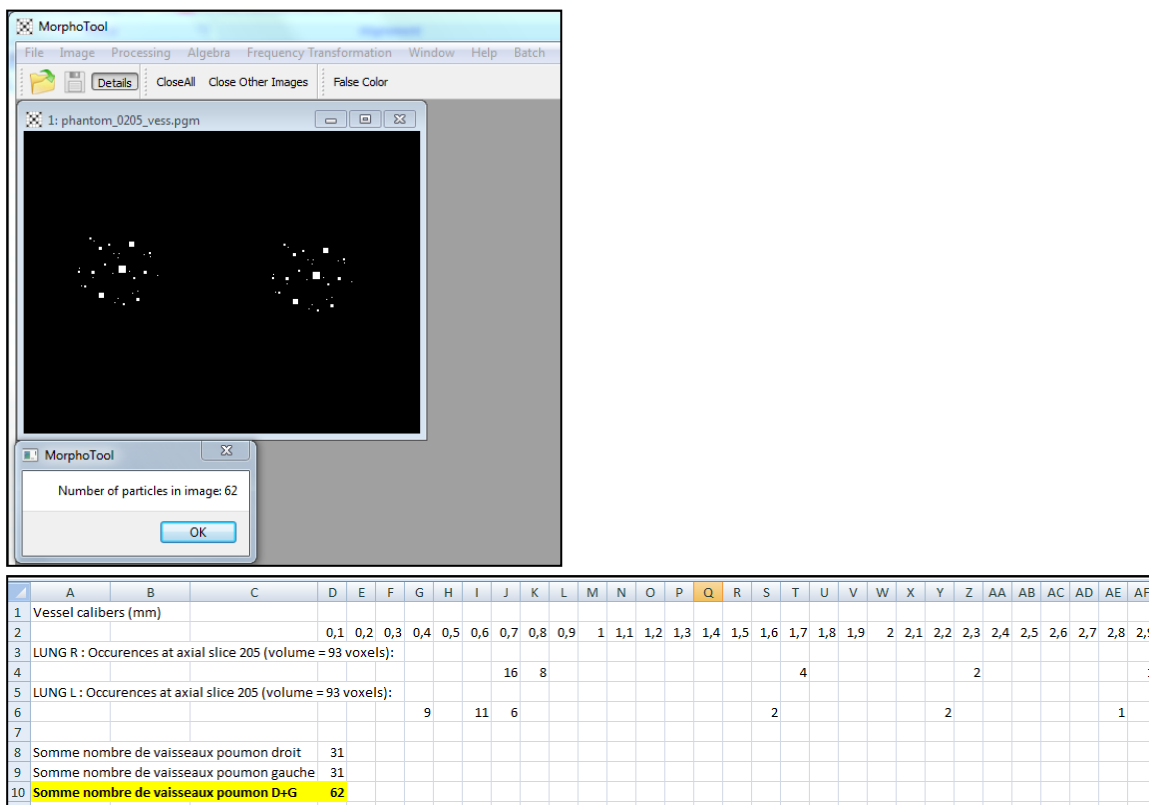 MorphoTool
File Image Processing Algebra Frequency Transformation Window Help Batch
Details CloseAll Close Other Images False Color
1: phantom_0205_vess.pgm
MorphoTool
Number of particles in image: 62
OK
A B C D E F G H I J K L M N O P Q R S T U V W X Y Z AA AB AC AD AE AF
1 Vessel calibers (mm)
2 0,1 0,2 0,3 0,4 0,5 0,6 0,7 0,8 0,9 1 1,1 1,2 1,3 1,4 1,5 1,6 1,7 1,8 1,9 2 2,1 2,2 2,3 2,4 2,5 2,6 2,7 2,8 2,9
3 LUNG R : Occurences at axial slice 205 (volume = 93 voxels):
4 16 8 4 2
5 LUNG L : Occurences at axial slice 205 (volume = 93 voxels):
6 9 11 6 2 2 1
7
8 Somme nombre de vaisseaux poumon droit 31
9 Somme nombre de vaisseaux poumon gauche 31
10 Somme nombre de vaisseaux poumon D+G 62